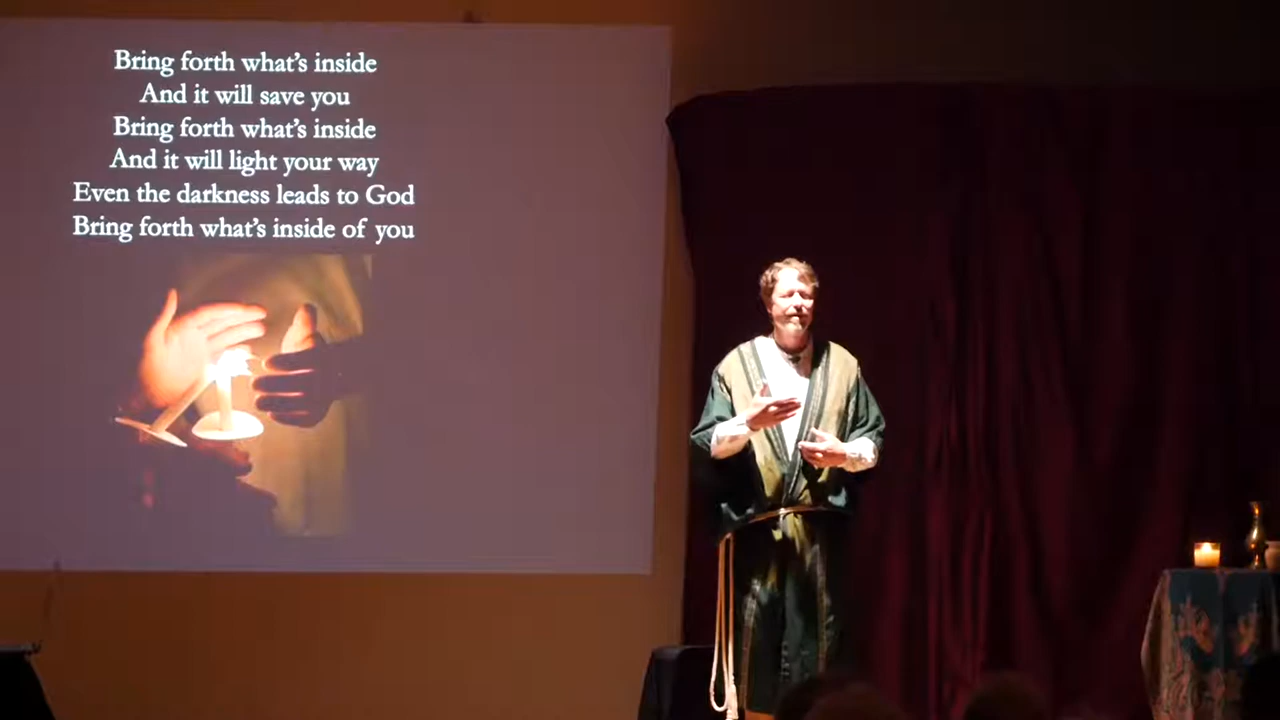 Bring forth what’s inside
And it will save you
Bring forth what’s inside
And it will light your way
Even the darkness leads to God
Bring forth what’s inside of you